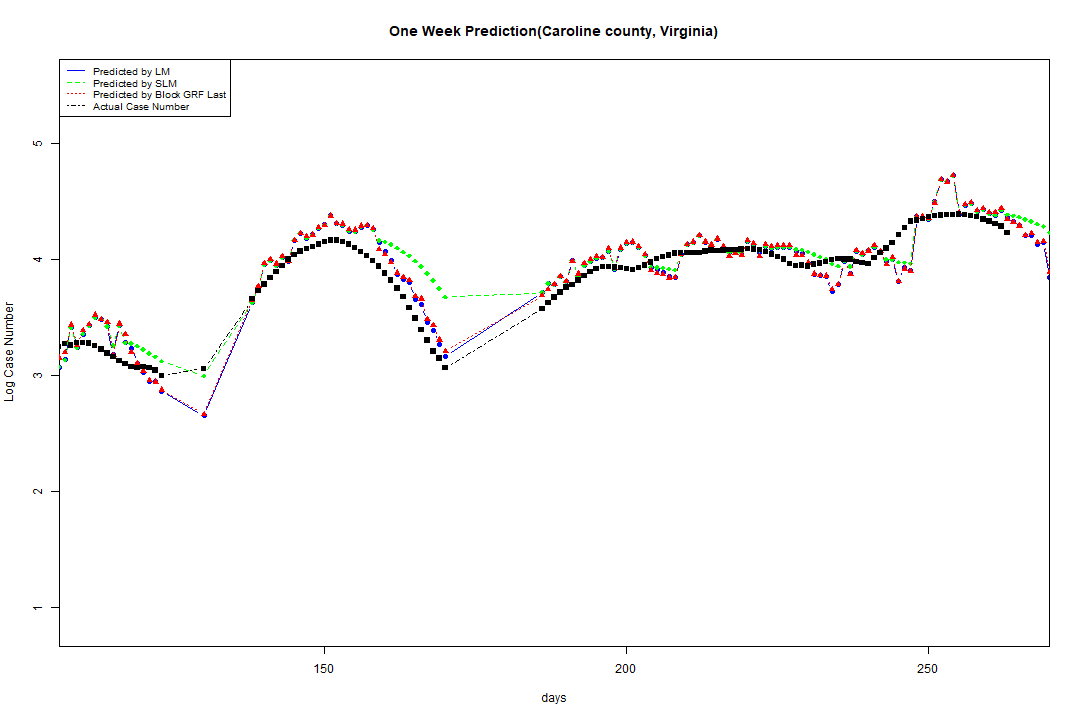 One Week Prediction(Caroline county, Virginia)
Predicted by LM
Predicted by SLM
Predicted by Block GRF Last
Actual Case Number
5
4
3
2
1
Log Case Number
150
200
250
days